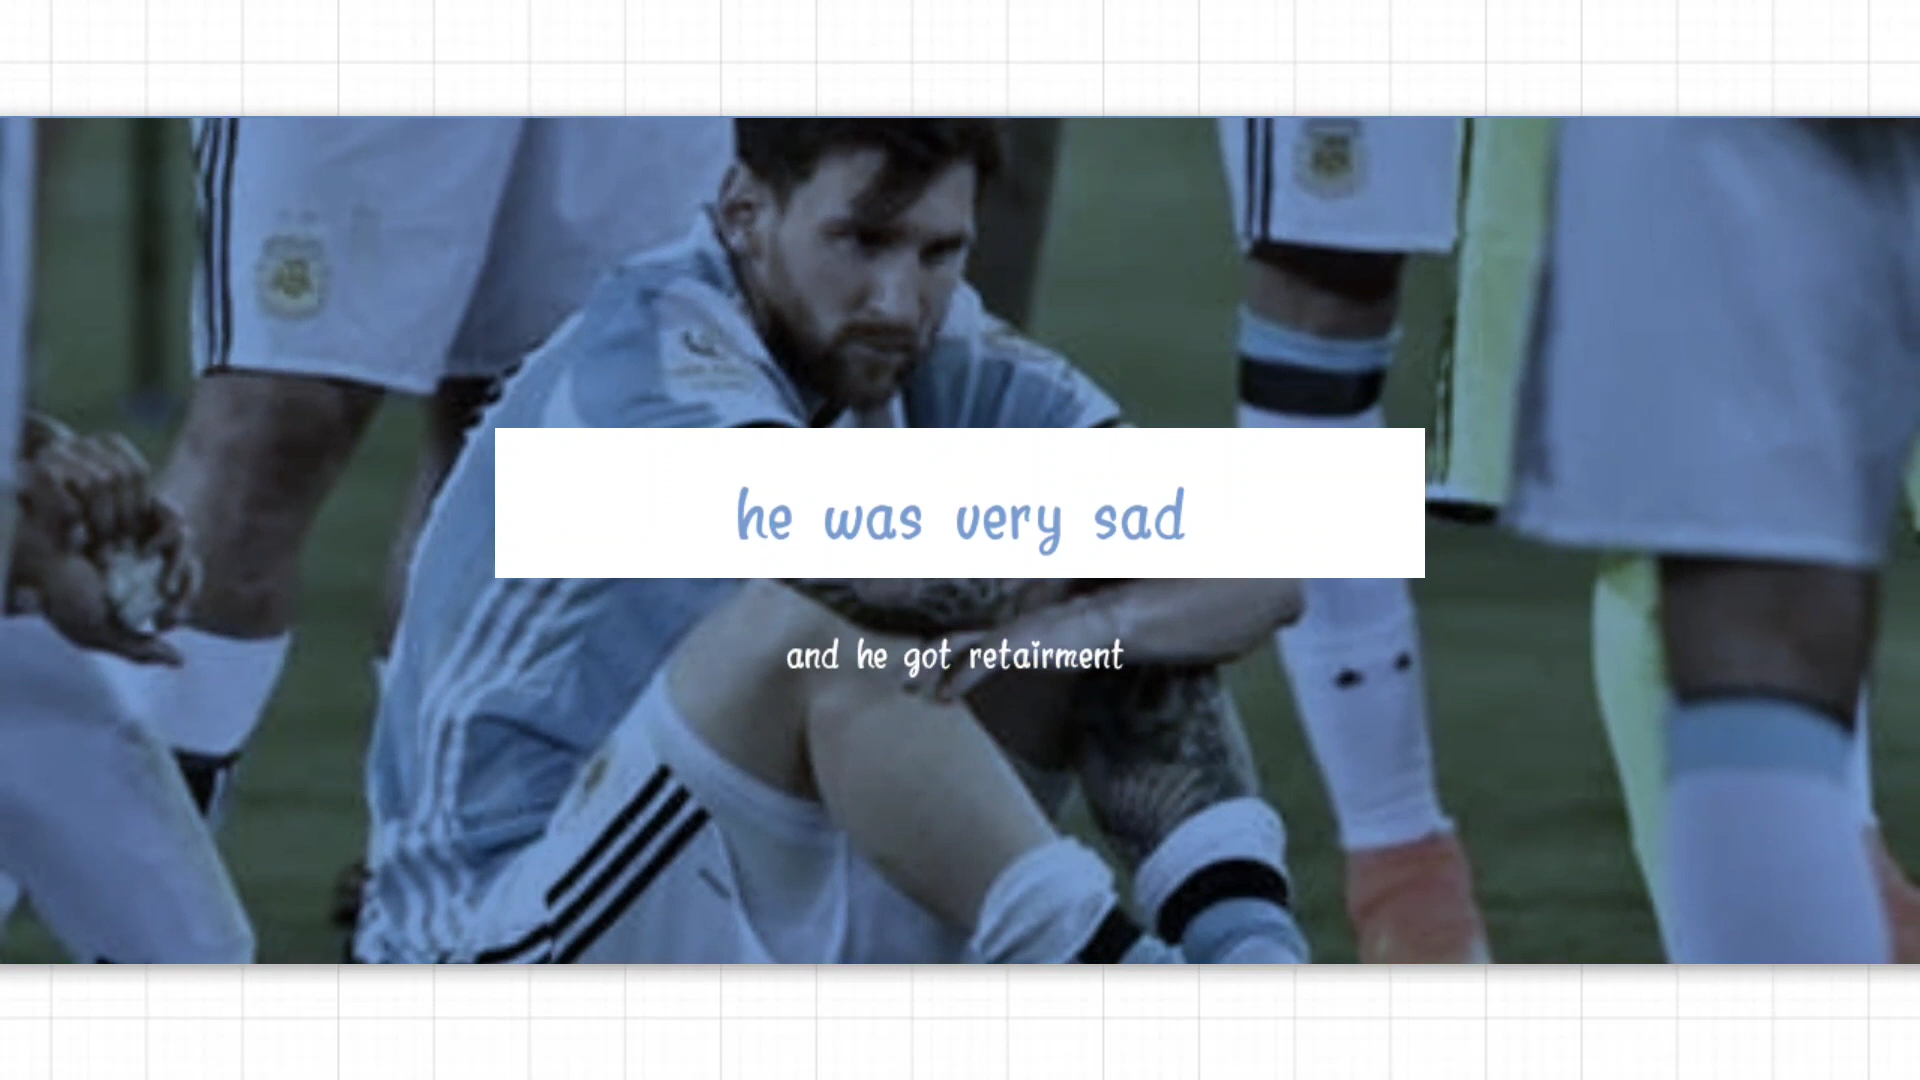 he was very sad
and he got retairment